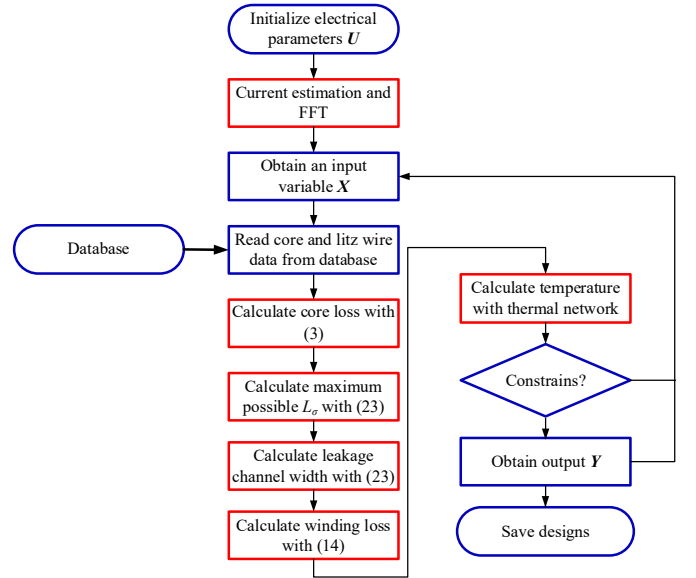 Initialize electrical
parameters U
Current estimation and
FFT
Obtain an input
variable X
Database
Read core and litz wire
data from database
Calculate core loss with
(3)
Calculate maximum
possible Lσ with (23)
Calculate leakage
channel width with (23)
Calculate winding loss
with (14)
Calculate temperature
with thermal network
Constrains?
Obtain output Y
Save designs